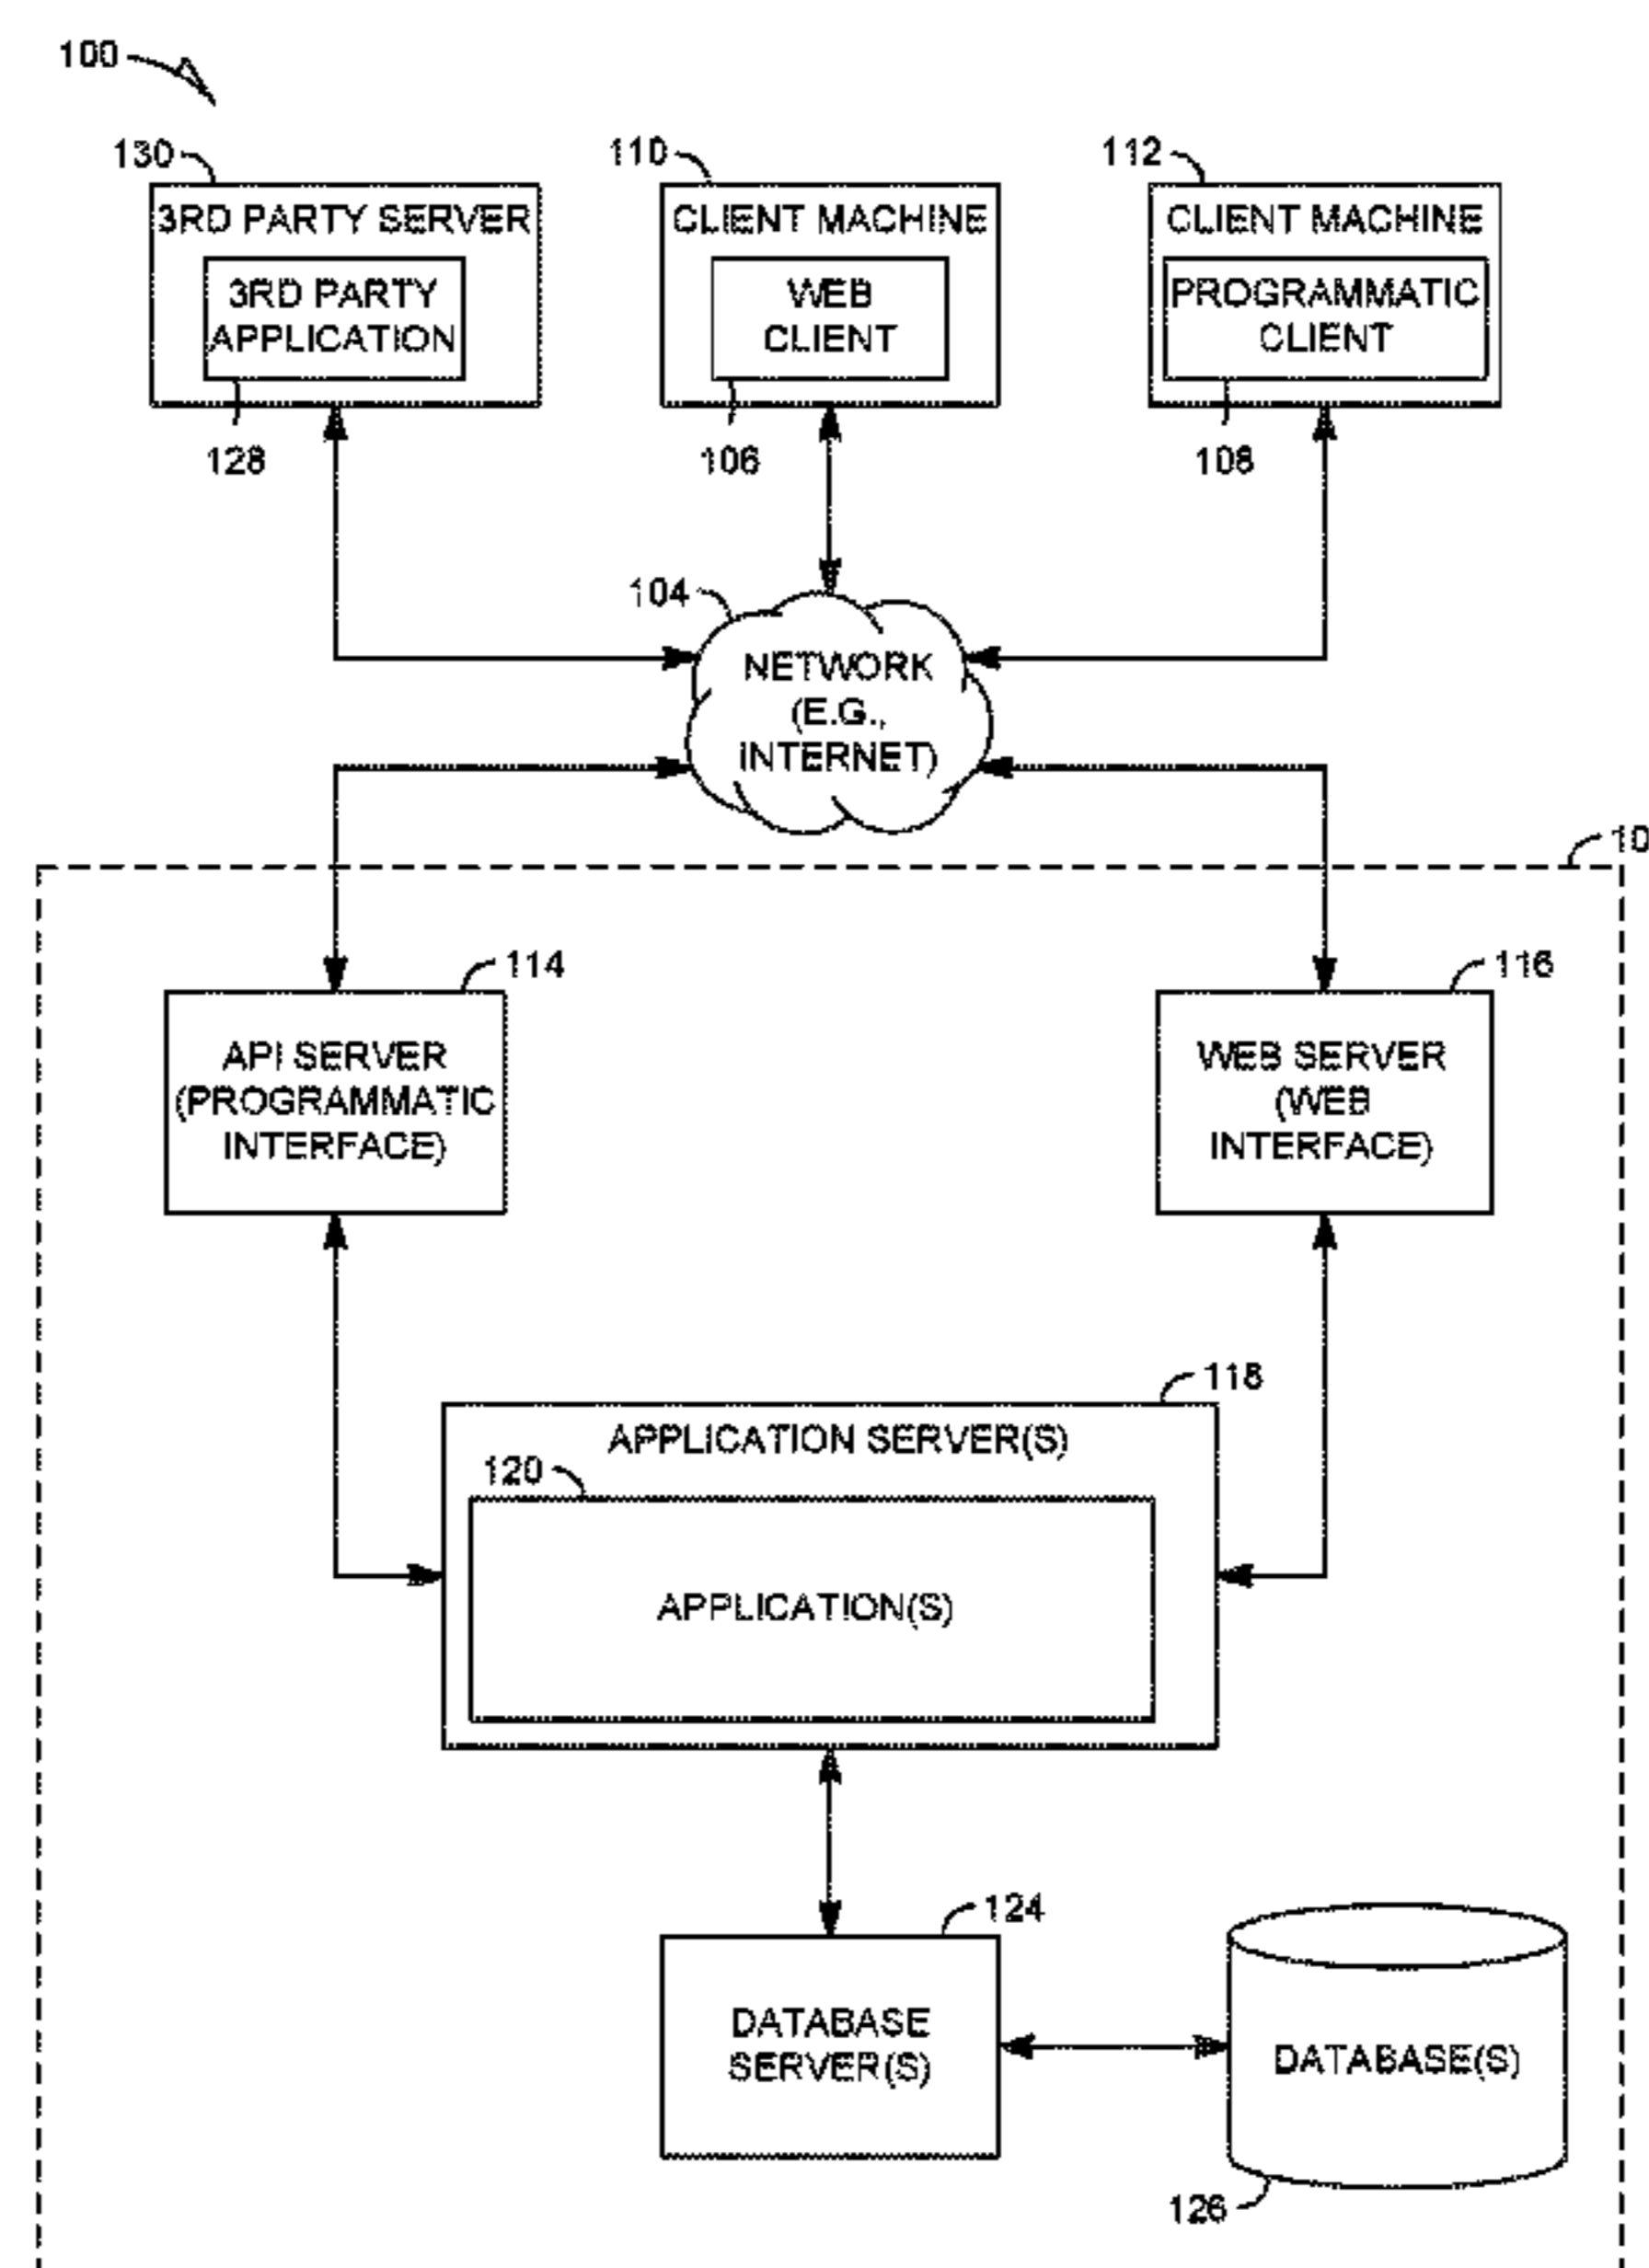 100
130
110
112
3RD PARTY SERVER
CLIENT MACHINE
CLIENT MACHINE
3RD PARTY
APPLICATION
WEB
CLIENT
PROGRAMMATIC
CLIENT
128
106
108
104
NETWORK
(E.G.,
INTERNET)
10
114
116
API SERVER
(PROGRAMMATIC
INTERFACE)
WEB SERVER
(WEB
INTERFACE)
118
APPLICATION SERVER(S)
120
APPLICATION(S)
124
DATABASE
SERVER(S)
DATABASE(S)
126